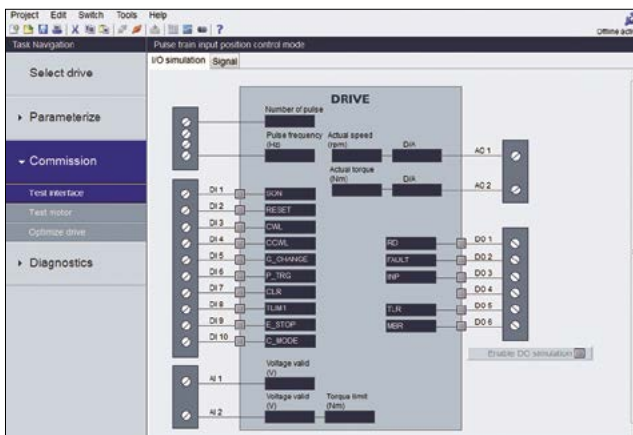 Project Edit Switch Tools Help
Offline
Task Navigation
Pulse train input position control mode
I/O simulation Signal
Select drive
Parameterize
Commission
Test interface
Test motor
Optimize drive
Diagnostics
DRIVE
Number of pulse
Pulse frequency (Hz)
Actual speed (rpm)
D/A
AO 1
Actual torque (Nm)
D/A
AO 2
DI 1 SON
DI 2 RESET
DI 3 CWL
DI 4 CCWL
DI 5 G_CHANGE
DI 6 P_TRG
DI 7 CLR
DI 8 TLIM1
DI 9 E_STOP
DI 10 C_MODE
RD DO 1
FAULT DO 2
INP DO 3
DO 4
TLR DO 5
MBR DO 6
Enable DO simulation
Voltage valid (V)
AI 1
Voltage valid (V)
Torque limit (Nm)
AI 2